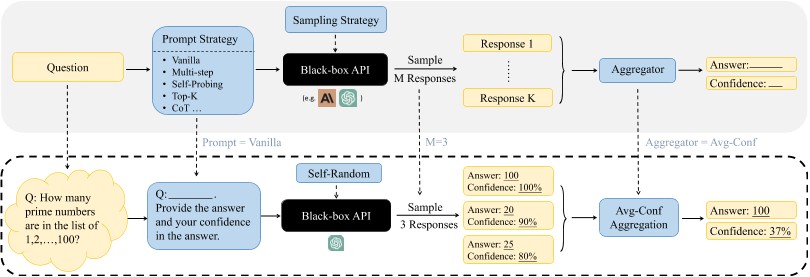 Sampling Strategy
Prompt Strategy
• Vanilla
• Multi-step
• Self-Probing
• Top-K
• CoT ...
Question
Black-box API
(e.g. A\ )
Sample
M Responses
Response 1
Response K
Aggregator
Answer:_____
Confidence: ___
Prompt = Vanilla
M=3
Aggregator = Avg-Conf
Q: How many
prime numbers
are in the list of
1,2,...,100?
Q:________.
Provide the answer
and your confidence
in the answer.
Self-Random
Black-box API
Sample
3 Responses
Answer: 100
Confidence: 100%
Answer: 20
Confidence: 90%
Answer: 25
Confidence: 80%
Avg-Conf
Aggregation
Answer: 100
Confidence: 37%